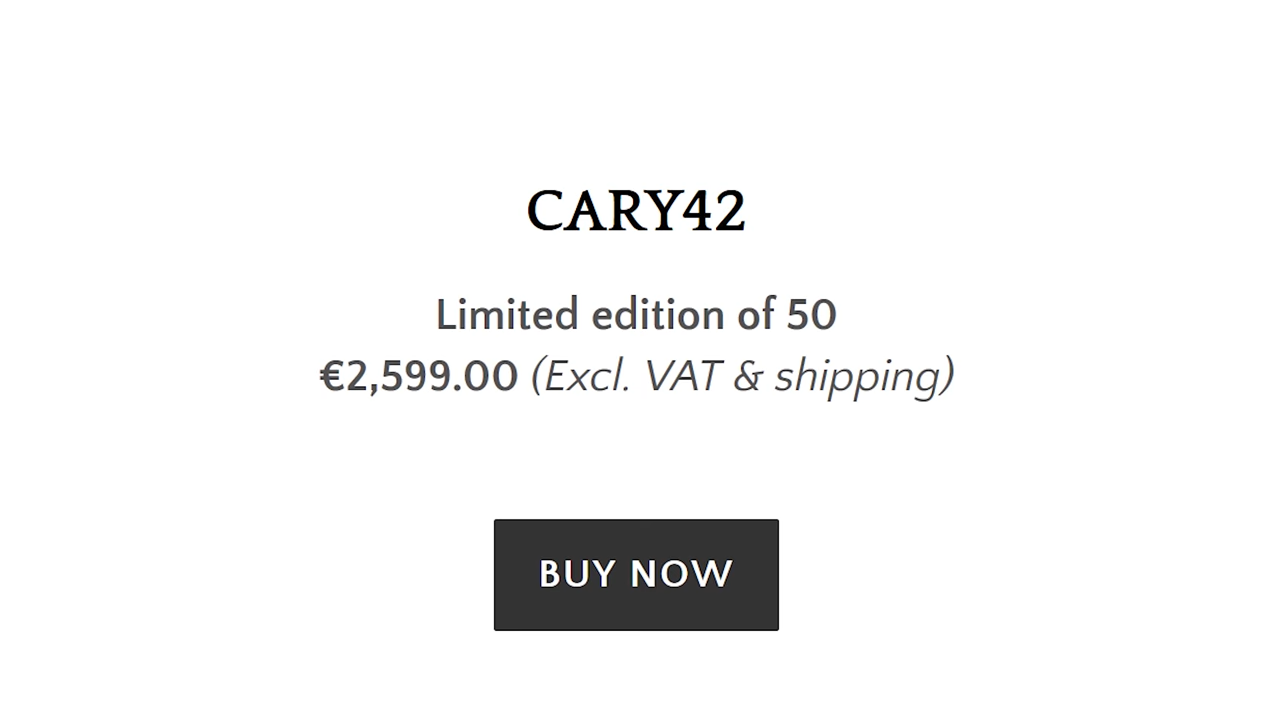 CARY42
Limited edition of 50
€2,599.00 (Excl. VAT & shipping)
BUY NOW